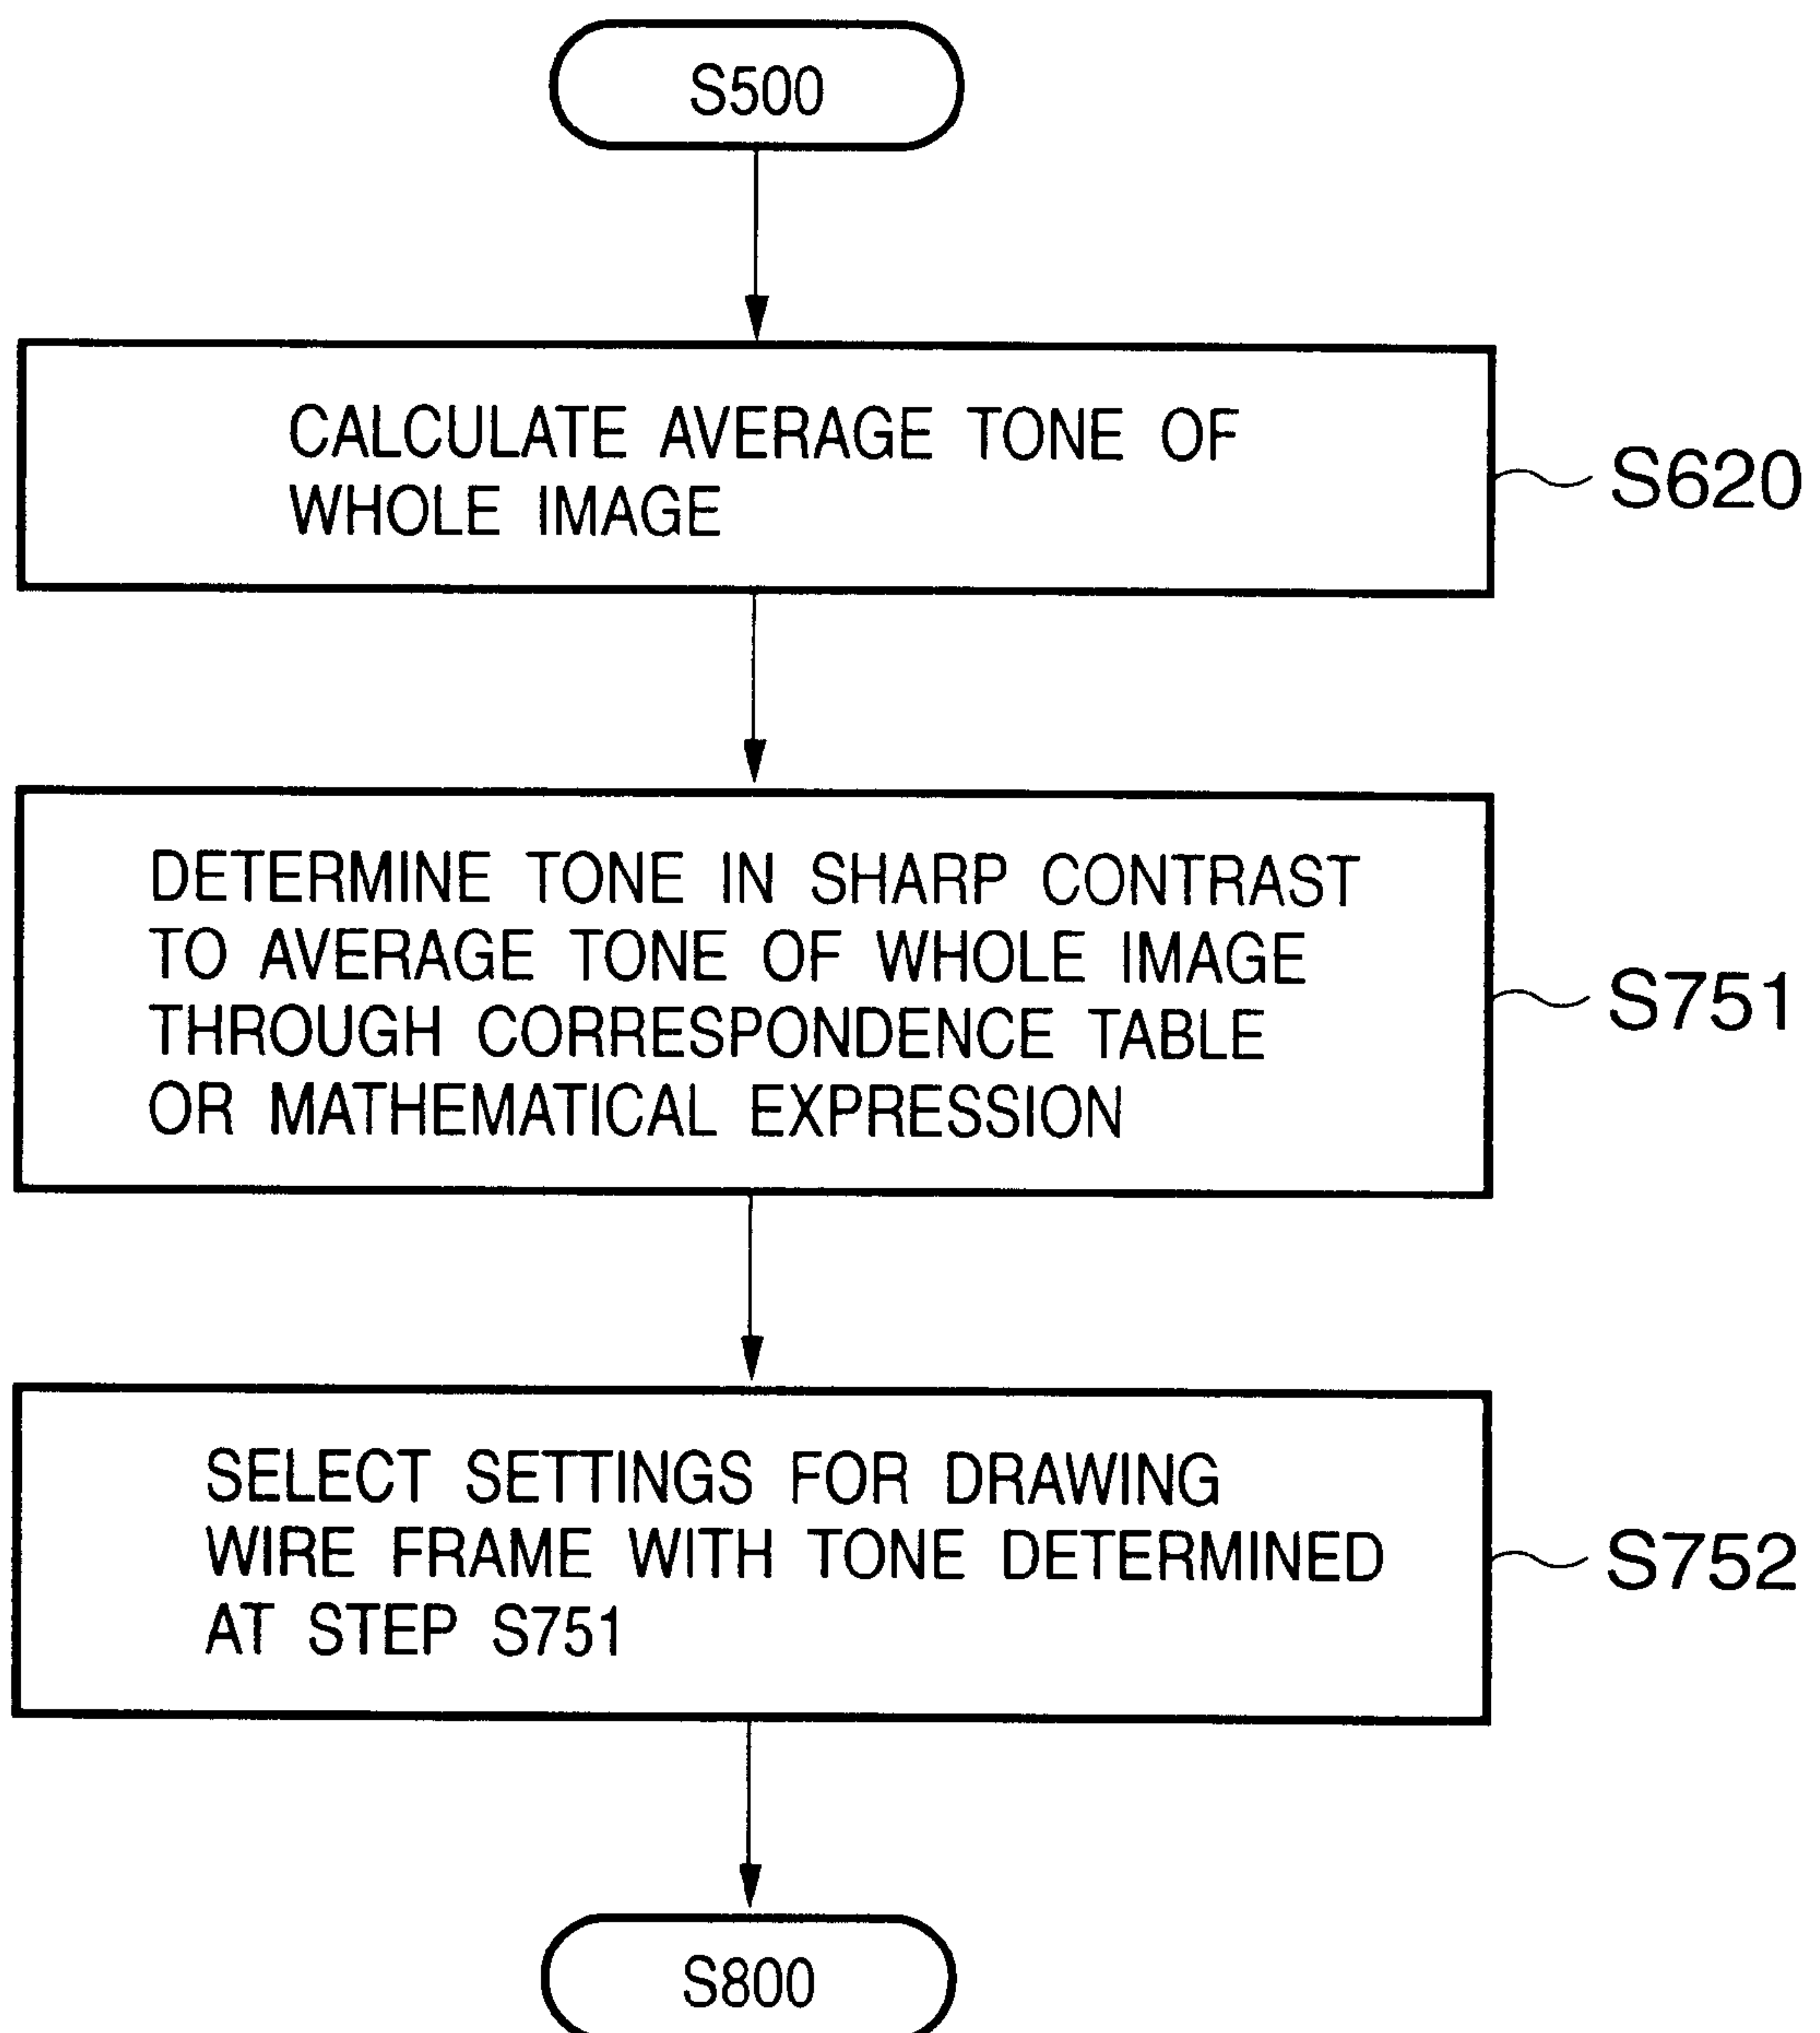 S500
CALCULATE AVERAGE TONE OF
WHOLE IMAGE
S620
DETERMINE TONE IN SHARP CONTRAST
TO AVERAGE TONE OF WHOLE IMAGE
THROUGH CORRESPONDENCE TABLE
OR MATHEMATICAL EXPRESSION
S751
SELECT SETTINGS FOR DRAWING
WIRE FRAME WITH TONE DETERMINED
AT STEP S751
S752
S800